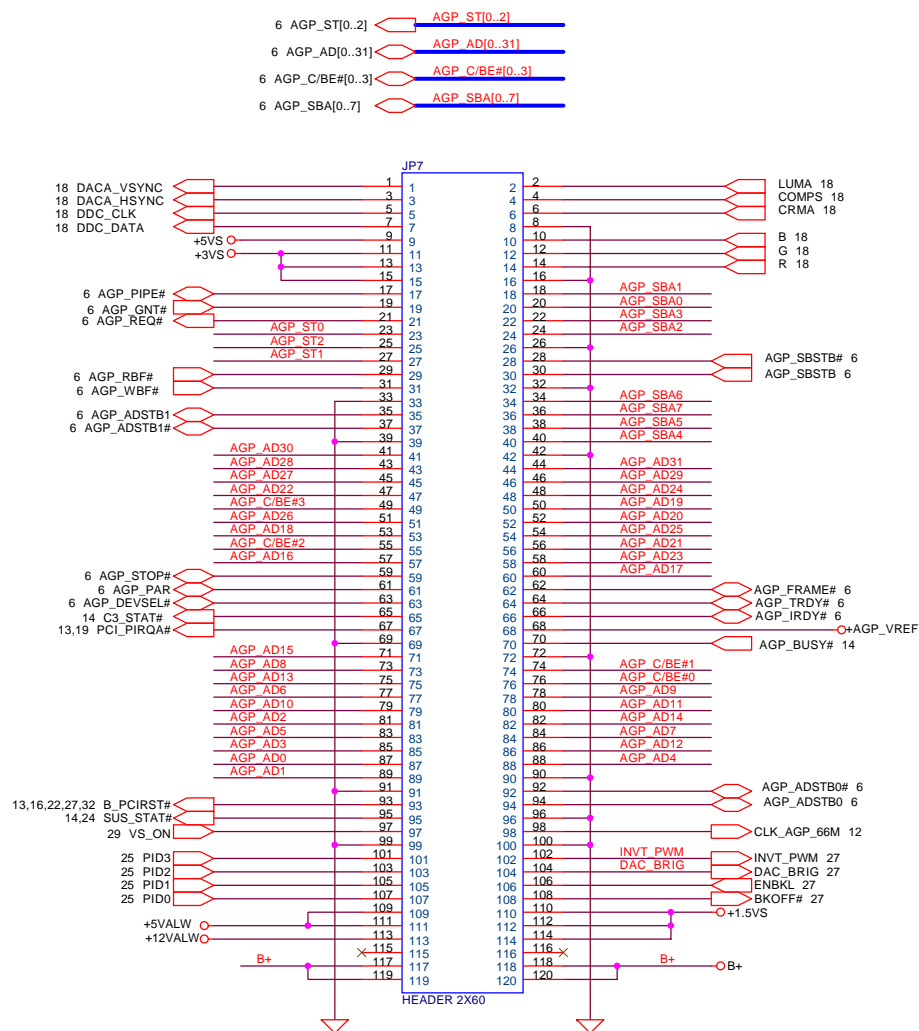 6 AGP_ST[0..2] AGP_ST[0..2]
6 AGP_AD[0..31] AGP_AD[0..31]
6 AGP_C/BE#[0..3] AGP_C/BE#[0..3]
6 AGP_SBA[0..7] AGP_SBA[0..7]
JP7
18 DACA_VSYNC 1 1 2 2 LUMA 18
18 DACA_HSYNC 3 3 4 4 COMPS 18
18 DDC_CLK 5 5 6 6 CRMA 18
18 DDC_DATA 7 7 8 8
+5VS 9 9 10 10 B 18
+3VS 11 11 12 12 G 18
13 13 14 14 R 18
15 15 16 16
6 AGP_PIPE# 17 17 18 18 AGP_SBA1
6 AGP_GNT# 19 19 20 20 AGP_SBA0
6 AGP_REQ# 21 21 22 22 AGP_SBA3
AGP_ST0 23 23 24 24 AGP_SBA2
AGP_ST2 25 25 26 26
AGP_ST1 27 27 28 28 AGP_SBSTB# 6
6 AGP_RBF# 29 29 30 30 AGP_SBSTB 6
6 AGP_WBF# 31 31 32 32
33 33 34 34 AGP_SBA6
6 AGP_ADSTB1 35 35 36 36 AGP_SBA7
6 AGP_ADSTB1# 37 37 38 38 AGP_SBA5
39 39 40 40 AGP_SBA4
AGP_AD30 41 41 42 42
AGP_AD28 43 43 44 44 AGP_AD31
AGP_AD27 45 45 46 46 AGP_AD29
AGP_AD22 47 47 48 48 AGP_AD24
AGP_C/BE#3 49 49 50 50 AGP_AD19
AGP_AD26 51 51 52 52 AGP_AD20
AGP_AD18 53 53 54 54 AGP_AD25
AGP_C/BE#2 55 55 56 56 AGP_AD21
AGP_AD16 57 57 58 58 AGP_AD23
6 AGP_STOP# 59 59 60 60 AGP_AD17
6 AGP_PAR 61 61 62 62 AGP_FRAME# 6
6 AGP_DEVSEL# 63 63 64 64 AGP_TRDY# 6
14 C3_STAT# 65 65 66 66 AGP_IRDY# 6
13,19 PCI_PIRQA# 67 67 68 68 +AGP_VREF
69 69 70 70 AGP_BUSY# 14
AGP_AD15 71 71 72 72
AGP_AD8 73 73 74 74 AGP_C/BE#1
AGP_AD13 75 75 76 76 AGP_C/BE#0
AGP_AD6 77 77 78 78 AGP_AD9
AGP_AD10 79 79 80 80 AGP_AD11
AGP_AD2 81 81 82 82 AGP_AD14
AGP_AD5 83 83 84 84 AGP_AD7
AGP_AD3 85 85 86 86 AGP_AD12
AGP_AD0 87 87 88 88 AGP_AD4
AGP_AD1 89 89 90 90
91 91 92 92 AGP_ADSTB0# 6
13,16,22,27,32 B_PCIRST# 93 93 94 94 AGP_ADSTB0 6
14,24 SUS_STAT# 95 95 96 96
29 VS_ON 97 97 98 98 CLK_AGP_66M 12
99 99 100 100
25 PID3 101 101 102 102 INVT_PWM INVT_PWM 27
25 PID2 103 103 104 104 DAC_BRIG DAC_BRIG 27
25 PID1 105 105 106 106 ENBKL 27
25 PID0 107 107 108 108 BKOFF# 27
109 109 110 110 +1.5VS
+5VALW 111 111 112 112
+12VALW 113 113 114 114
115 115 116 116
B+ 117 117 118 118 B+ B+
119 119 120 120
HEADER 2X60